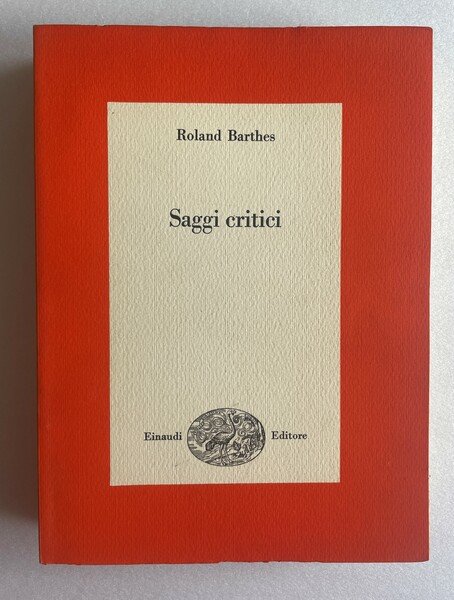 Roland Barthes
Saggi critici
Einaudi Editore